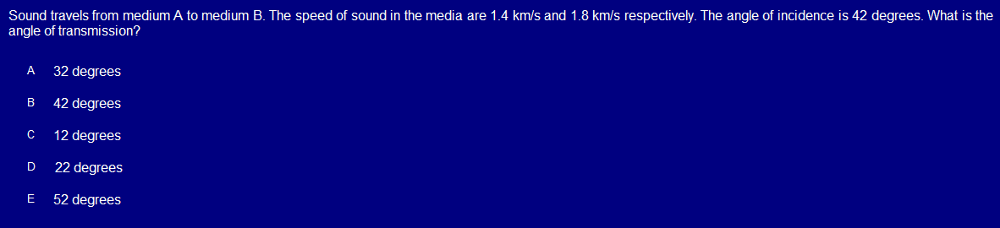 Sound travels from medium A to medium B. The speed of sound in the media are 1.4 km/s and 1.8 km/s respectively. The angle of incidence is 42 degrees. What is the
angle of transmission?
A 32 degrees
B 42 degrees
C 12 degrees
D 22 degrees
E 52 degrees